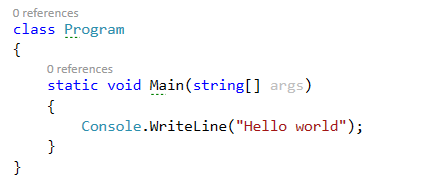 0 references
class Program
{
    0 references
    static void Main(string[] args)
    {
        Console.WriteLine("Hello world");
    }
}